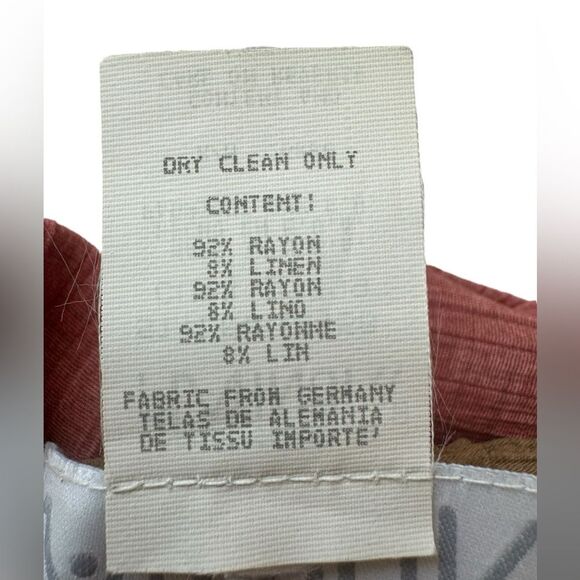 DRY CLEAN ONLY
CONTENT:
92% RAYON
8% LINEN
92% RAYON
8% LINO
92% RAYONNE
8% LIN
FABRIC FROM GERMANY
TELAS DE ALEMANIA
DE TISSU IMPORTE'